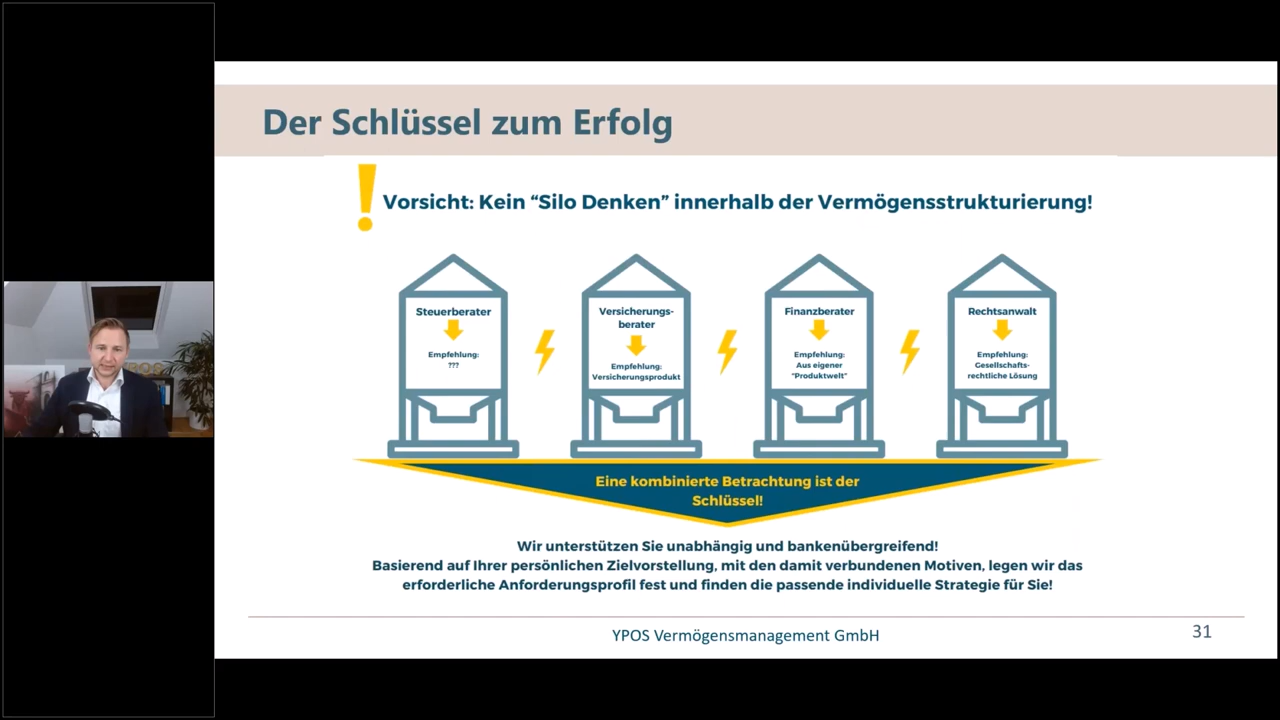 Der Schlüssel zum Erfolg
Vorsicht: Kein “Silo Denken” innerhalb der Vermögensstrukturierung!
Steuerberater
Empfehlung:
???
Versicherungs-
berater
Empfehlung:
Versicherungsprodukt
Finanzberater
Empfehlung:
Aus eigener
“Produktwelt”
Rechtsanwalt
Empfehlung:
Gesellschafts-
rechtliche Lösung
Eine kombinierte Betrachtung ist der
Schlüssel!
Wir unterstützen Sie unabhängig und bankenübergreifend!
Basierend auf Ihrer persönlichen Zielvorstellung, mit den damit verbundenen Motiven, legen wir das
erforderliche Anforderungsprofil fest und finden die passende individuelle Strategie für Sie!
YPOS Vermögensmanagement GmbH
31